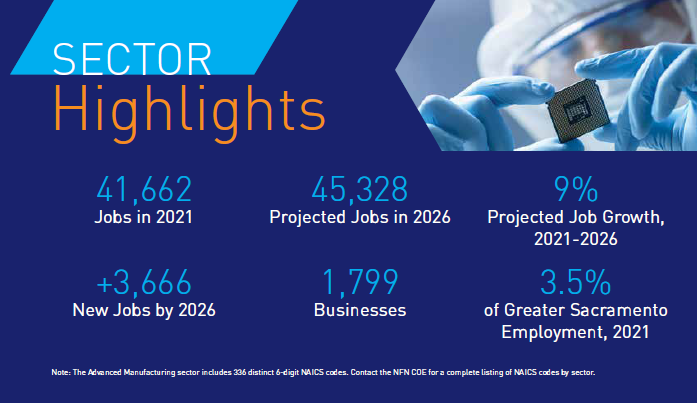 SECTOR
Highlights
41,662
Jobs in 2021
45,328
Projected Jobs in 2026
9%
Projected Job Growth,
2021-2026
+3,666
New Jobs by 2026
1,799
Businesses
3.5%
of Greater Sacramento
Employment, 2021
Note: The Advanced Manufacturing sector includes 336 distinct 6-digit NAICS codes. Contact the NFN COE for a complete listing of NAICS codes by sector.